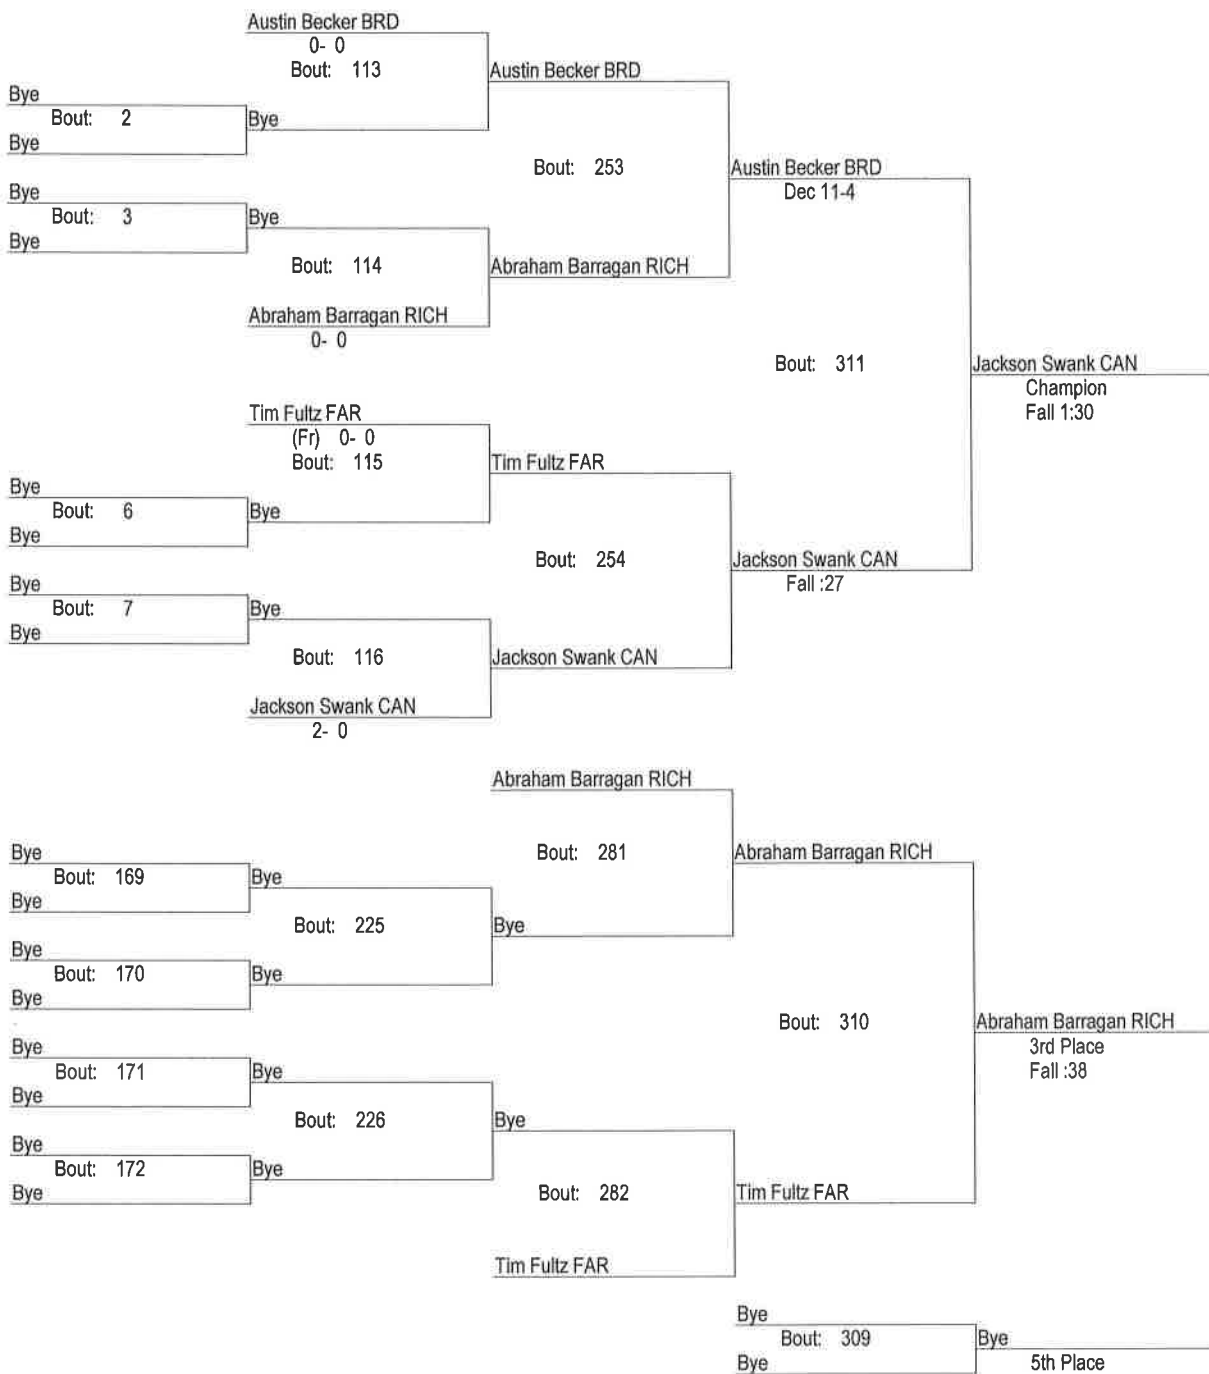 Austin Becker BRD
0- 0
Bout: 113
Austin Becker BRD
Bye
Bout: 2
Bye
Bye
Bout: 253
Austin Becker BRD
Dec 11-4
Bye
Bout: 3
Bye
Bye
Bout: 114
Abraham Barragan RICH
Abraham Barragan RICH
0- 0
Bout: 311
Jackson Swank CAN
Champion
Fall 1:30
Tim Fultz FAR
(Fr) 0- 0
Bout: 115
Tim Fultz FAR
Bye
Bout: 6
Bye
Bye
Bout: 254
Jackson Swank CAN
Fall :27
Bye
Bout: 7
Bye
Bye
Bout: 116
Jackson Swank CAN
Jackson Swank CAN
2- 0
Abraham Barragan RICH
Bout: 281
Abraham Barragan RICH
Bye
Bout: 169
Bye
Bye
Bout: 225
Bye
Bye
Bout: 170
Bye
Bye
Bout: 310
Abraham Barragan RICH
3rd Place
Fall :38
Bye
Bout: 171
Bye
Bye
Bout: 226
Bye
Bye
Bout: 172
Bye
Bye
Bout: 282
Tim Fultz FAR
Tim Fultz FAR
Bye
Bout: 309
Bye
Bye
5th Place